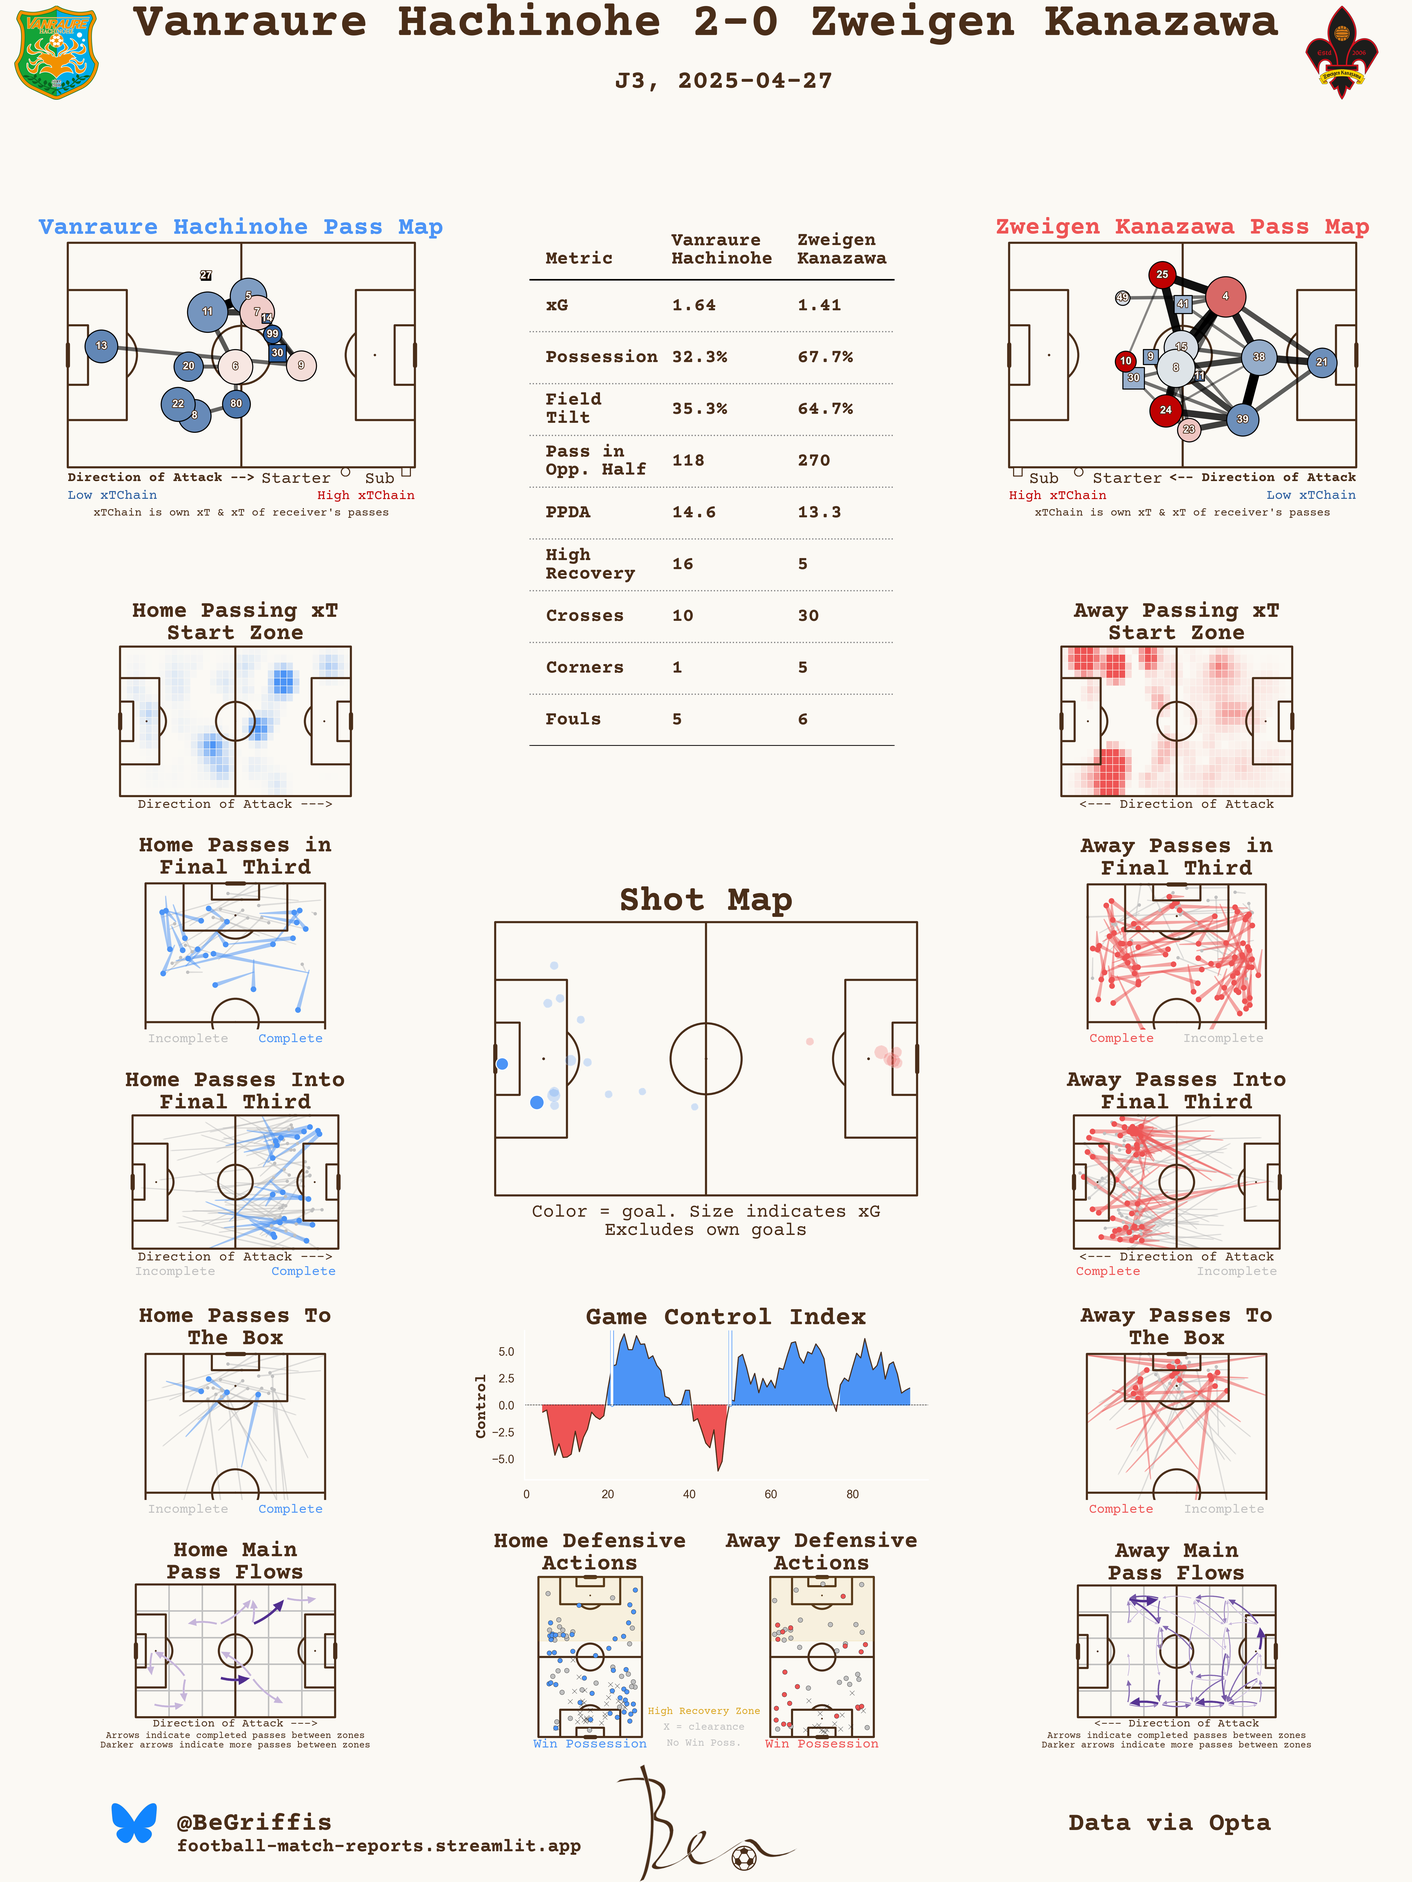 Vanraure Hachinohe 2-0 Zweigen Kanazawa
J3, 2025-04-27
VANRAURE
HACHINOHE
Estd 2006
Zweigen Kanazawa
Vanraure Hachinohe Pass Map
27
5
11
7
14
99
13
30
20
6
9
22
8
80
Direction of Attack --> Starter Sub
Low xTChain High xTChain
xTChain is own xT & xT of receiver's passes
Metric Vanraure Hachinohe Zweigen Kanazawa
xG 1.64 1.41
Possession 32.3% 67.7%
Field Tilt 35.3% 64.7%
Pass in Opp. Half 118 270
PPDA 14.6 13.3
High Recovery 16 5
Crosses 10 30
Corners 1 5
Fouls 5 6
Zweigen Kanazawa Pass Map
25
49
41
4
15
9
10
8
38
21
30
11
24
39
23
Sub Starter <-- Direction of Attack
High xTChain Low xTChain
xTChain is own xT & xT of receiver's passes
Home Passing xT
Start Zone
Direction of Attack --->
Away Passing xT
Start Zone
<--- Direction of Attack
Home Passes in
Final Third
Incomplete Complete
Away Passes in
Final Third
Complete Incomplete
Shot Map
Color = goal. Size indicates xG
Excludes own goals
Home Passes Into
Final Third
Direction of Attack --->
Incomplete Complete
Away Passes Into
Final Third
<--- Direction of Attack
Complete Incomplete
Home Passes To
The Box
Incomplete Complete
Game Control Index
Control
5.0
2.5
0.0
−2.5
−5.0
0 20 40 60 80
Away Passes To
The Box
Complete Incomplete
Home Main
Pass Flows
Direction of Attack --->
Arrows indicate completed passes between zones
Darker arrows indicate more passes between zones
Home Defensive
Actions
Win Possession
High Recovery Zone
X = clearance
No Win Poss.
Away Defensive
Actions
Win Possession
Away Main
Pass Flows
<--- Direction of Attack
Arrows indicate completed passes between zones
Darker arrows indicate more passes between zones
@BeGriffis
football-match-reports.streamlit.app
Ben
Data via Opta